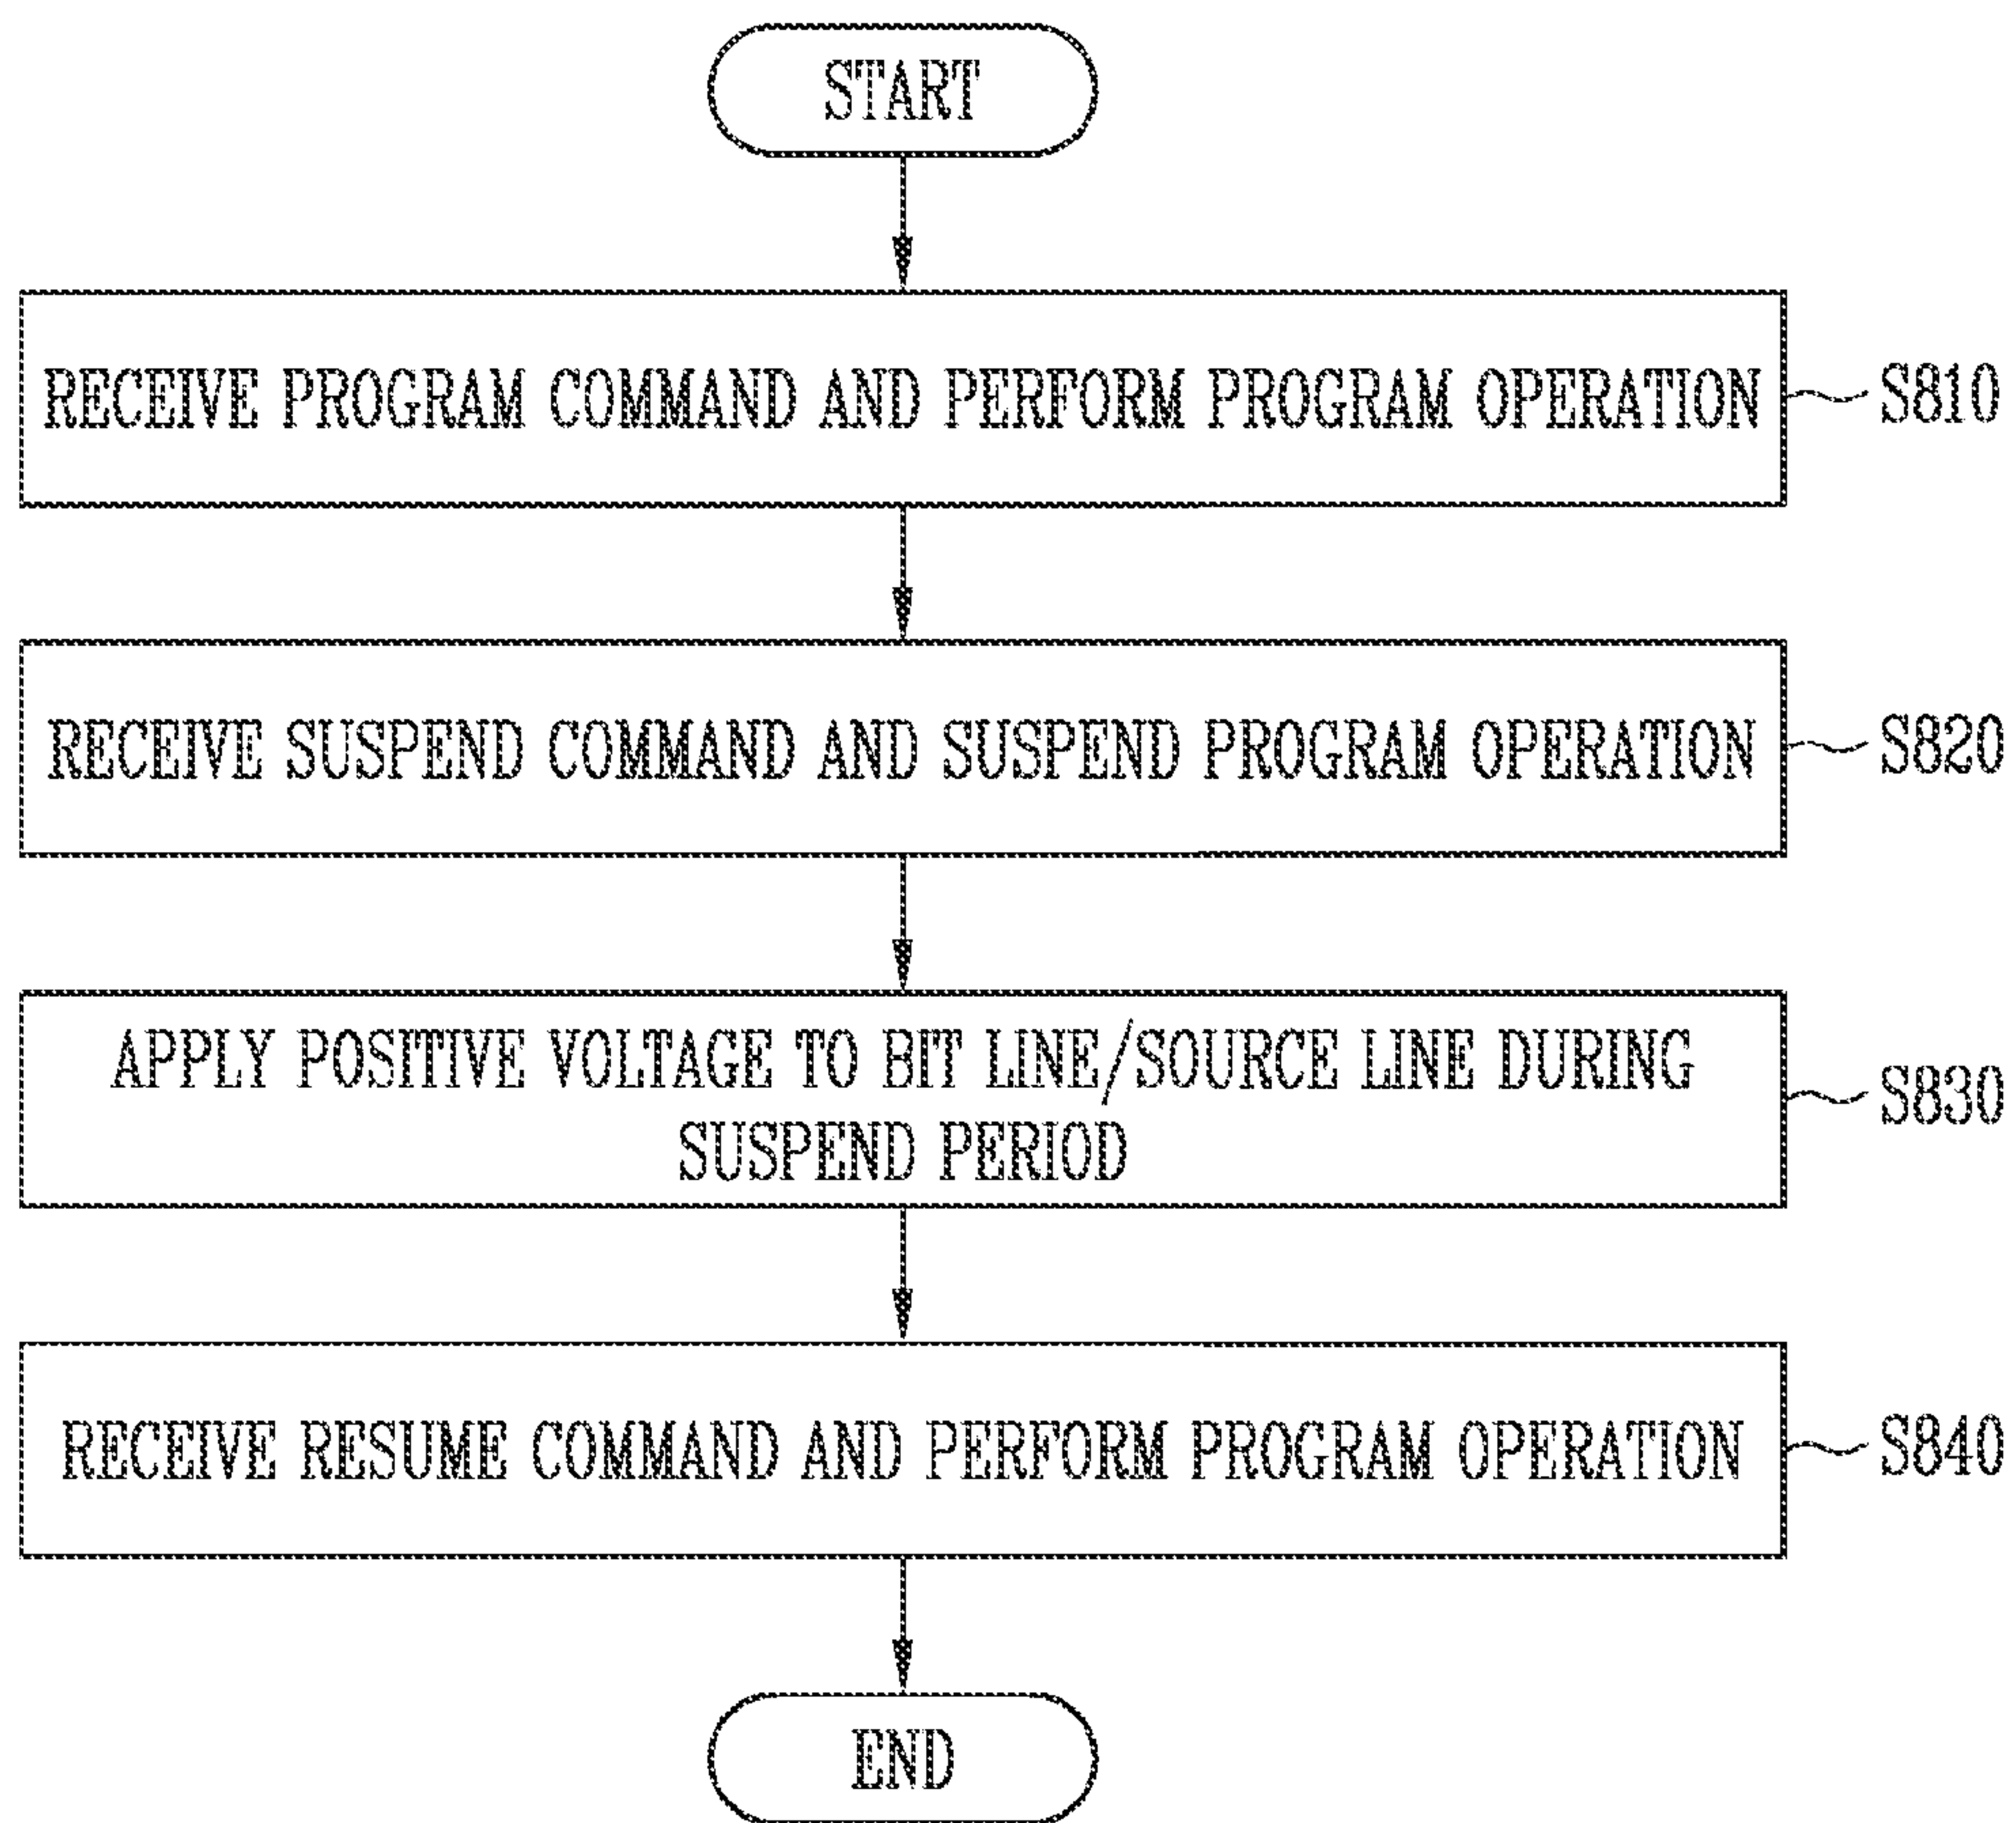 START
RECEIVE PROGRAM COMMAND AND PERFORM PROGRAM OPERATION
S810
RECEIVE SUSPEND COMMAND AND SUSPEND PROGRAM OPERATION
S820
APPLY POSITIVE VOLTAGE TO BIT LINE/SOURCE LINE DURING
SUSPEND PERIOD
S830
RECEIVE RESUME COMMAND AND PERFORM PROGRAM OPERATION
S840
END